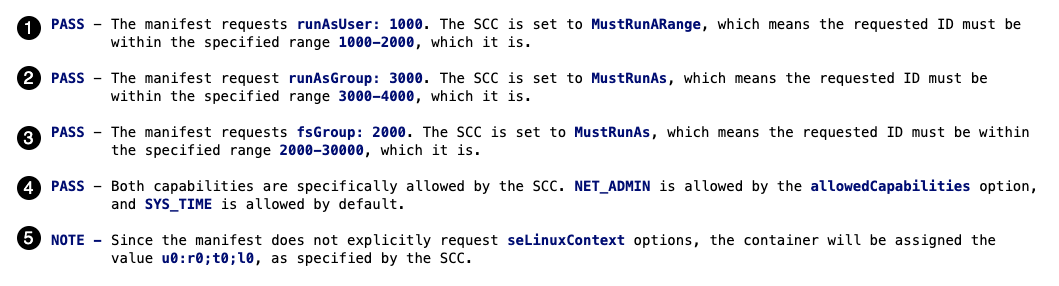 1 PASS – The manifest requests runAsUser: 1000. The SCC is set to MustRunARange, which means the requested ID must be
within the specified range 1000–2000, which it is.
2 PASS – The manifest request runAsGroup: 3000. The SCC is set to MustRunAs, which means the requested ID must be
within the specified range 3000–4000, which it is.
3 PASS – The manifest requests fsGroup: 2000. The SCC is set to MustRunAs, which means the requested ID must be within
the specified range 2000–30000, which it is.
4 PASS – Both capabilities are specifically allowed by the SCC. NET_ADMIN is allowed by the allowedCapabilities option,
and SYS_TIME is allowed by default.
5 NOTE – Since the manifest does not explicitly request seLinuxContext options, the container will be assigned the
value u0:r0;t0;l0, as specified by the SCC.